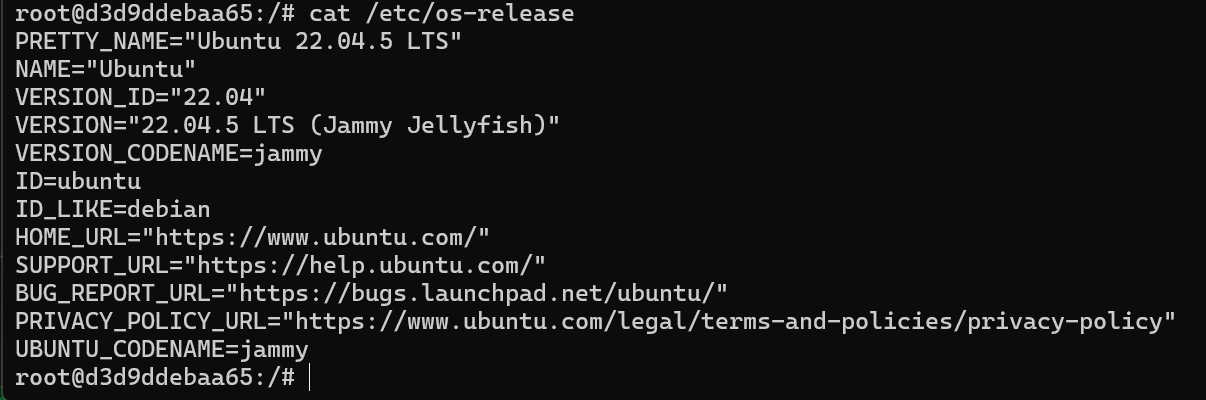 root@d3d9ddebaa65:/# cat /etc/os-release
PRETTY_NAME="Ubuntu 22.04.5 LTS"
NAME="Ubuntu"
VERSION_ID="22.04"
VERSION="22.04.5 LTS (Jammy Jellyfish)"
VERSION_CODENAME=jammy
ID=ubuntu
ID_LIKE=debian
HOME_URL="https://www.ubuntu.com/"
SUPPORT_URL="https://help.ubuntu.com/"
BUG_REPORT_URL="https://bugs.launchpad.net/ubuntu/"
PRIVACY_POLICY_URL="https://www.ubuntu.com/legal/terms-and-policies/privacy-policy"
UBUNTU_CODENAME=jammy
root@d3d9ddebaa65:/#